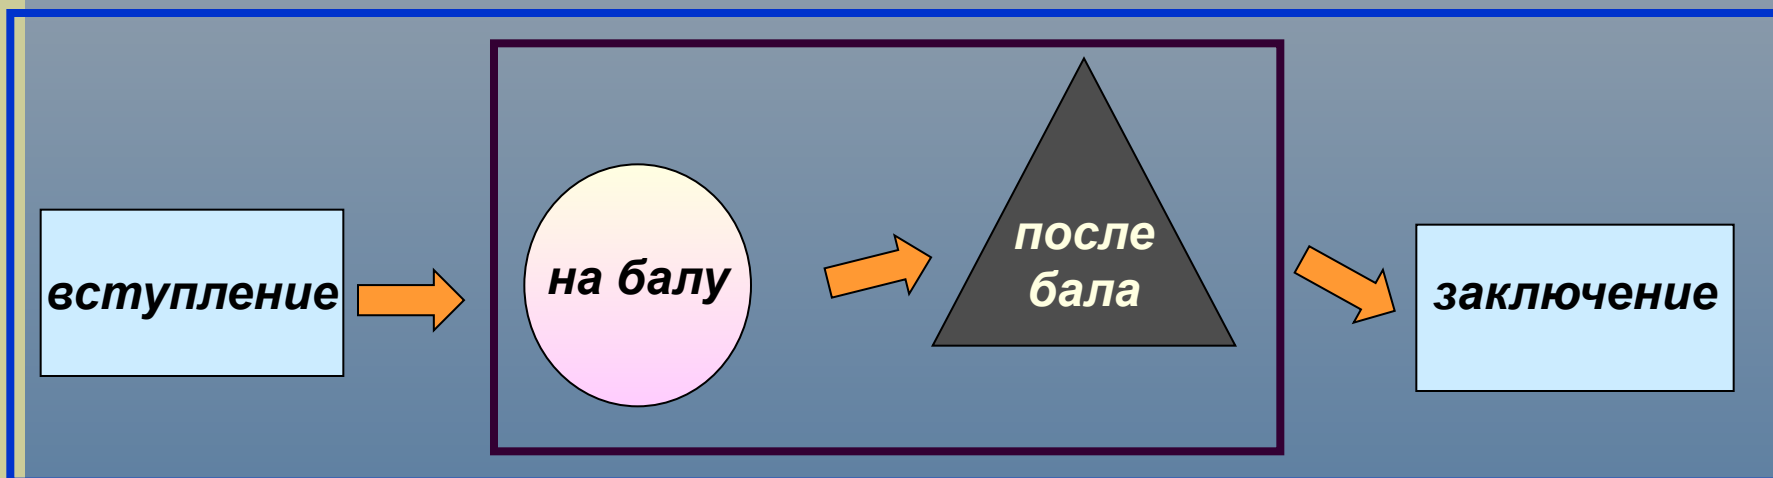 вступление
на балу
после
бала
заключение